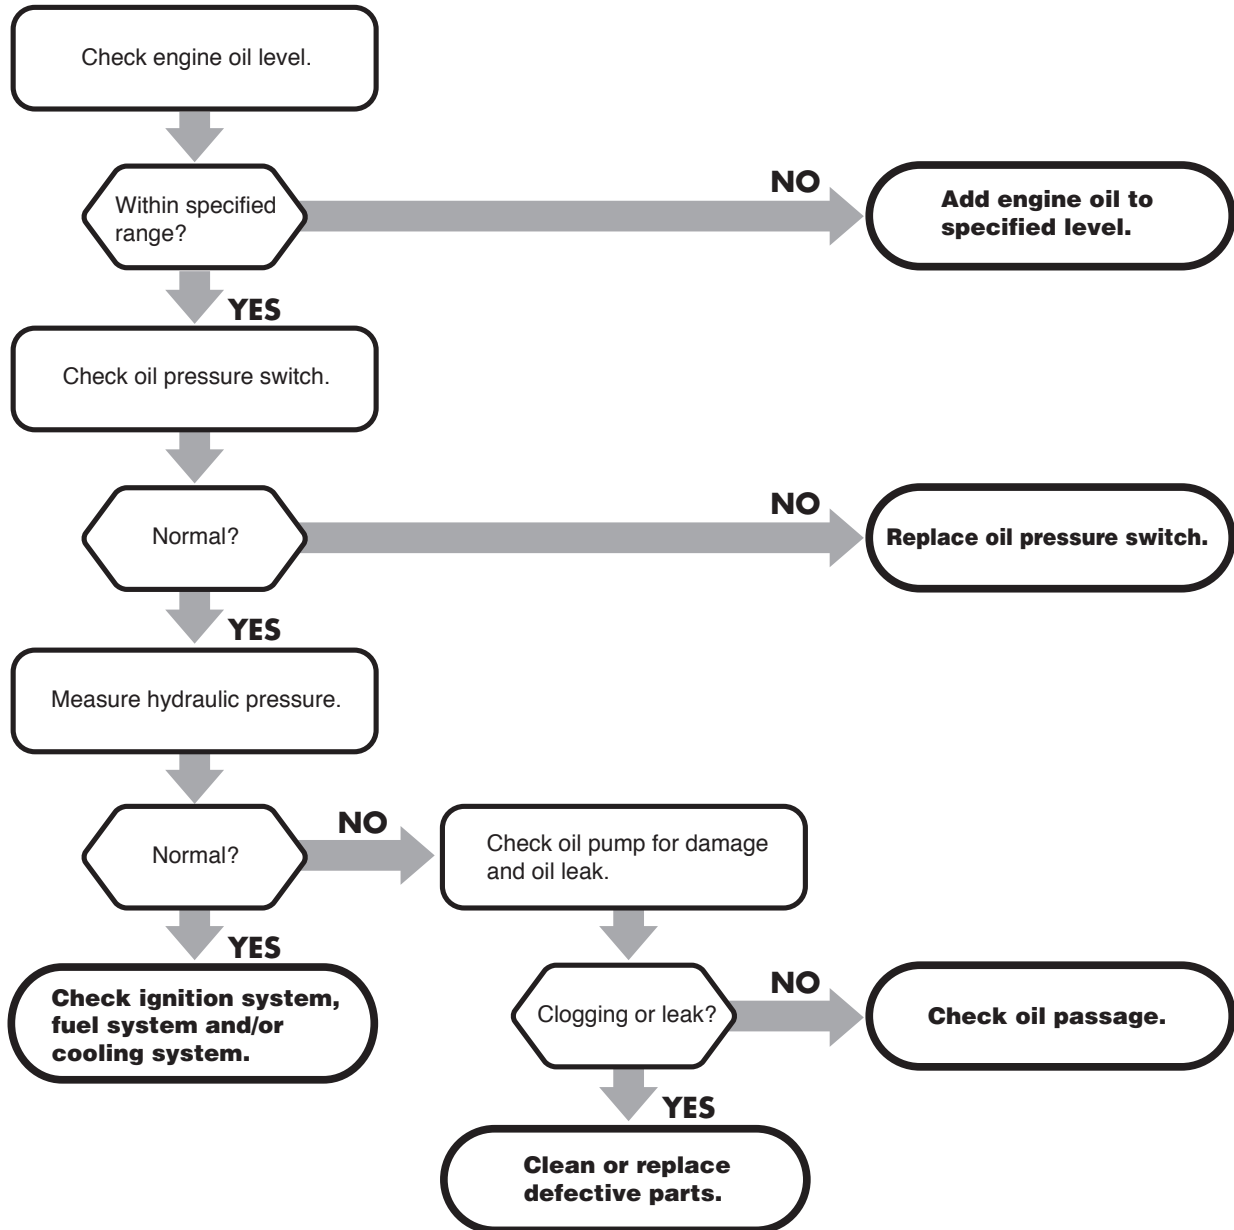 Check engine oil level.
Within specified
range?
NO
Add engine oil to
specified level.
YES
Check oil pressure switch.
Normal?
NO
Replace oil pressure switch.
YES
Measure hydraulic pressure.
Normal?
NO
Check oil pump for damage
and oil leak.
YES
Check ignition system,
fuel system and/or
cooling system.
Clogging or leak?
NO
Check oil passage.
YES
Clean or replace
defective parts.